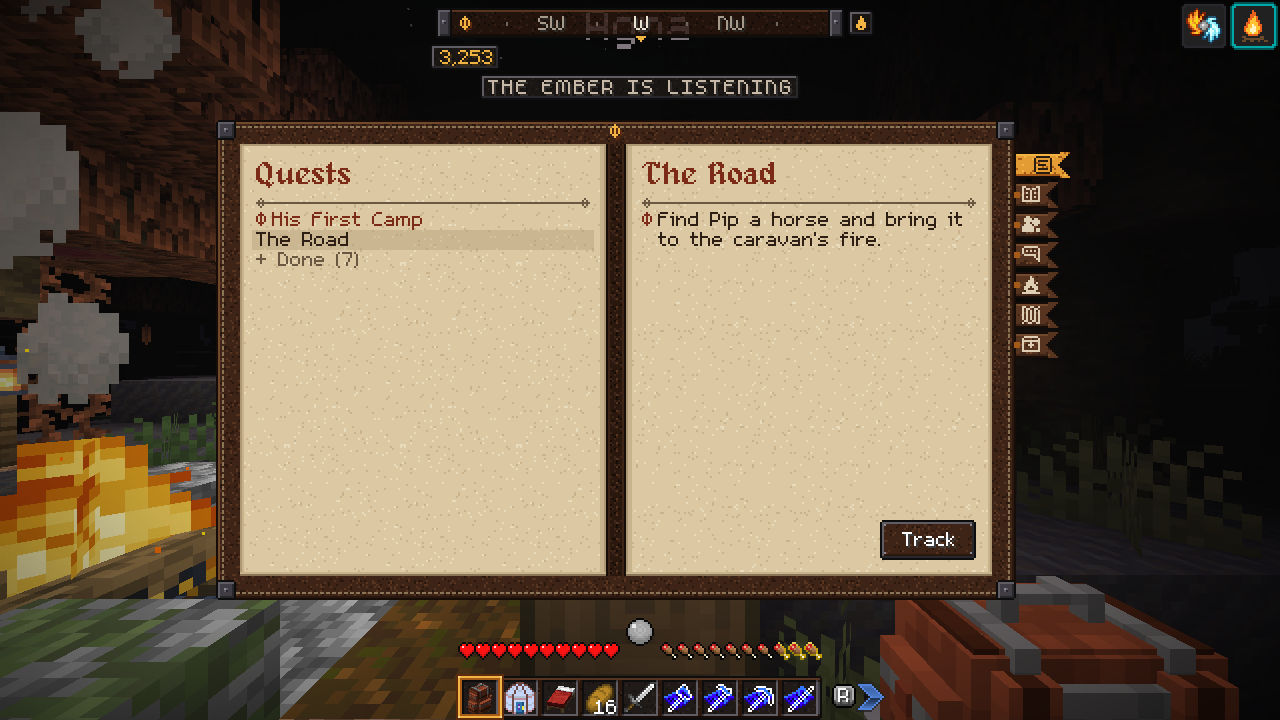 SW W NW
3,253
THE EMBER IS LISTENING
Quests
His First Camp
The Road
+ Done (7)
The Road
Find Pip a horse and bring it
to the caravan's fire.
Track
16
R